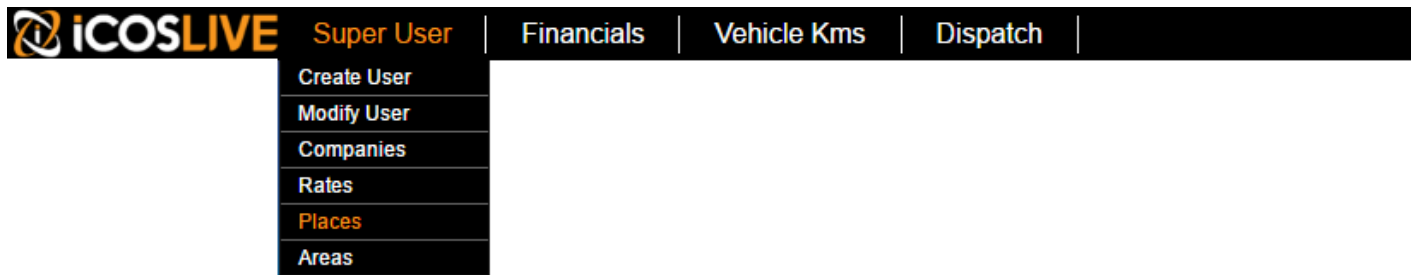 iCOSLIVE Super User Financials Vehicle Kms Dispatch
Create User
Modify User
Companies
Rates
Places
Areas